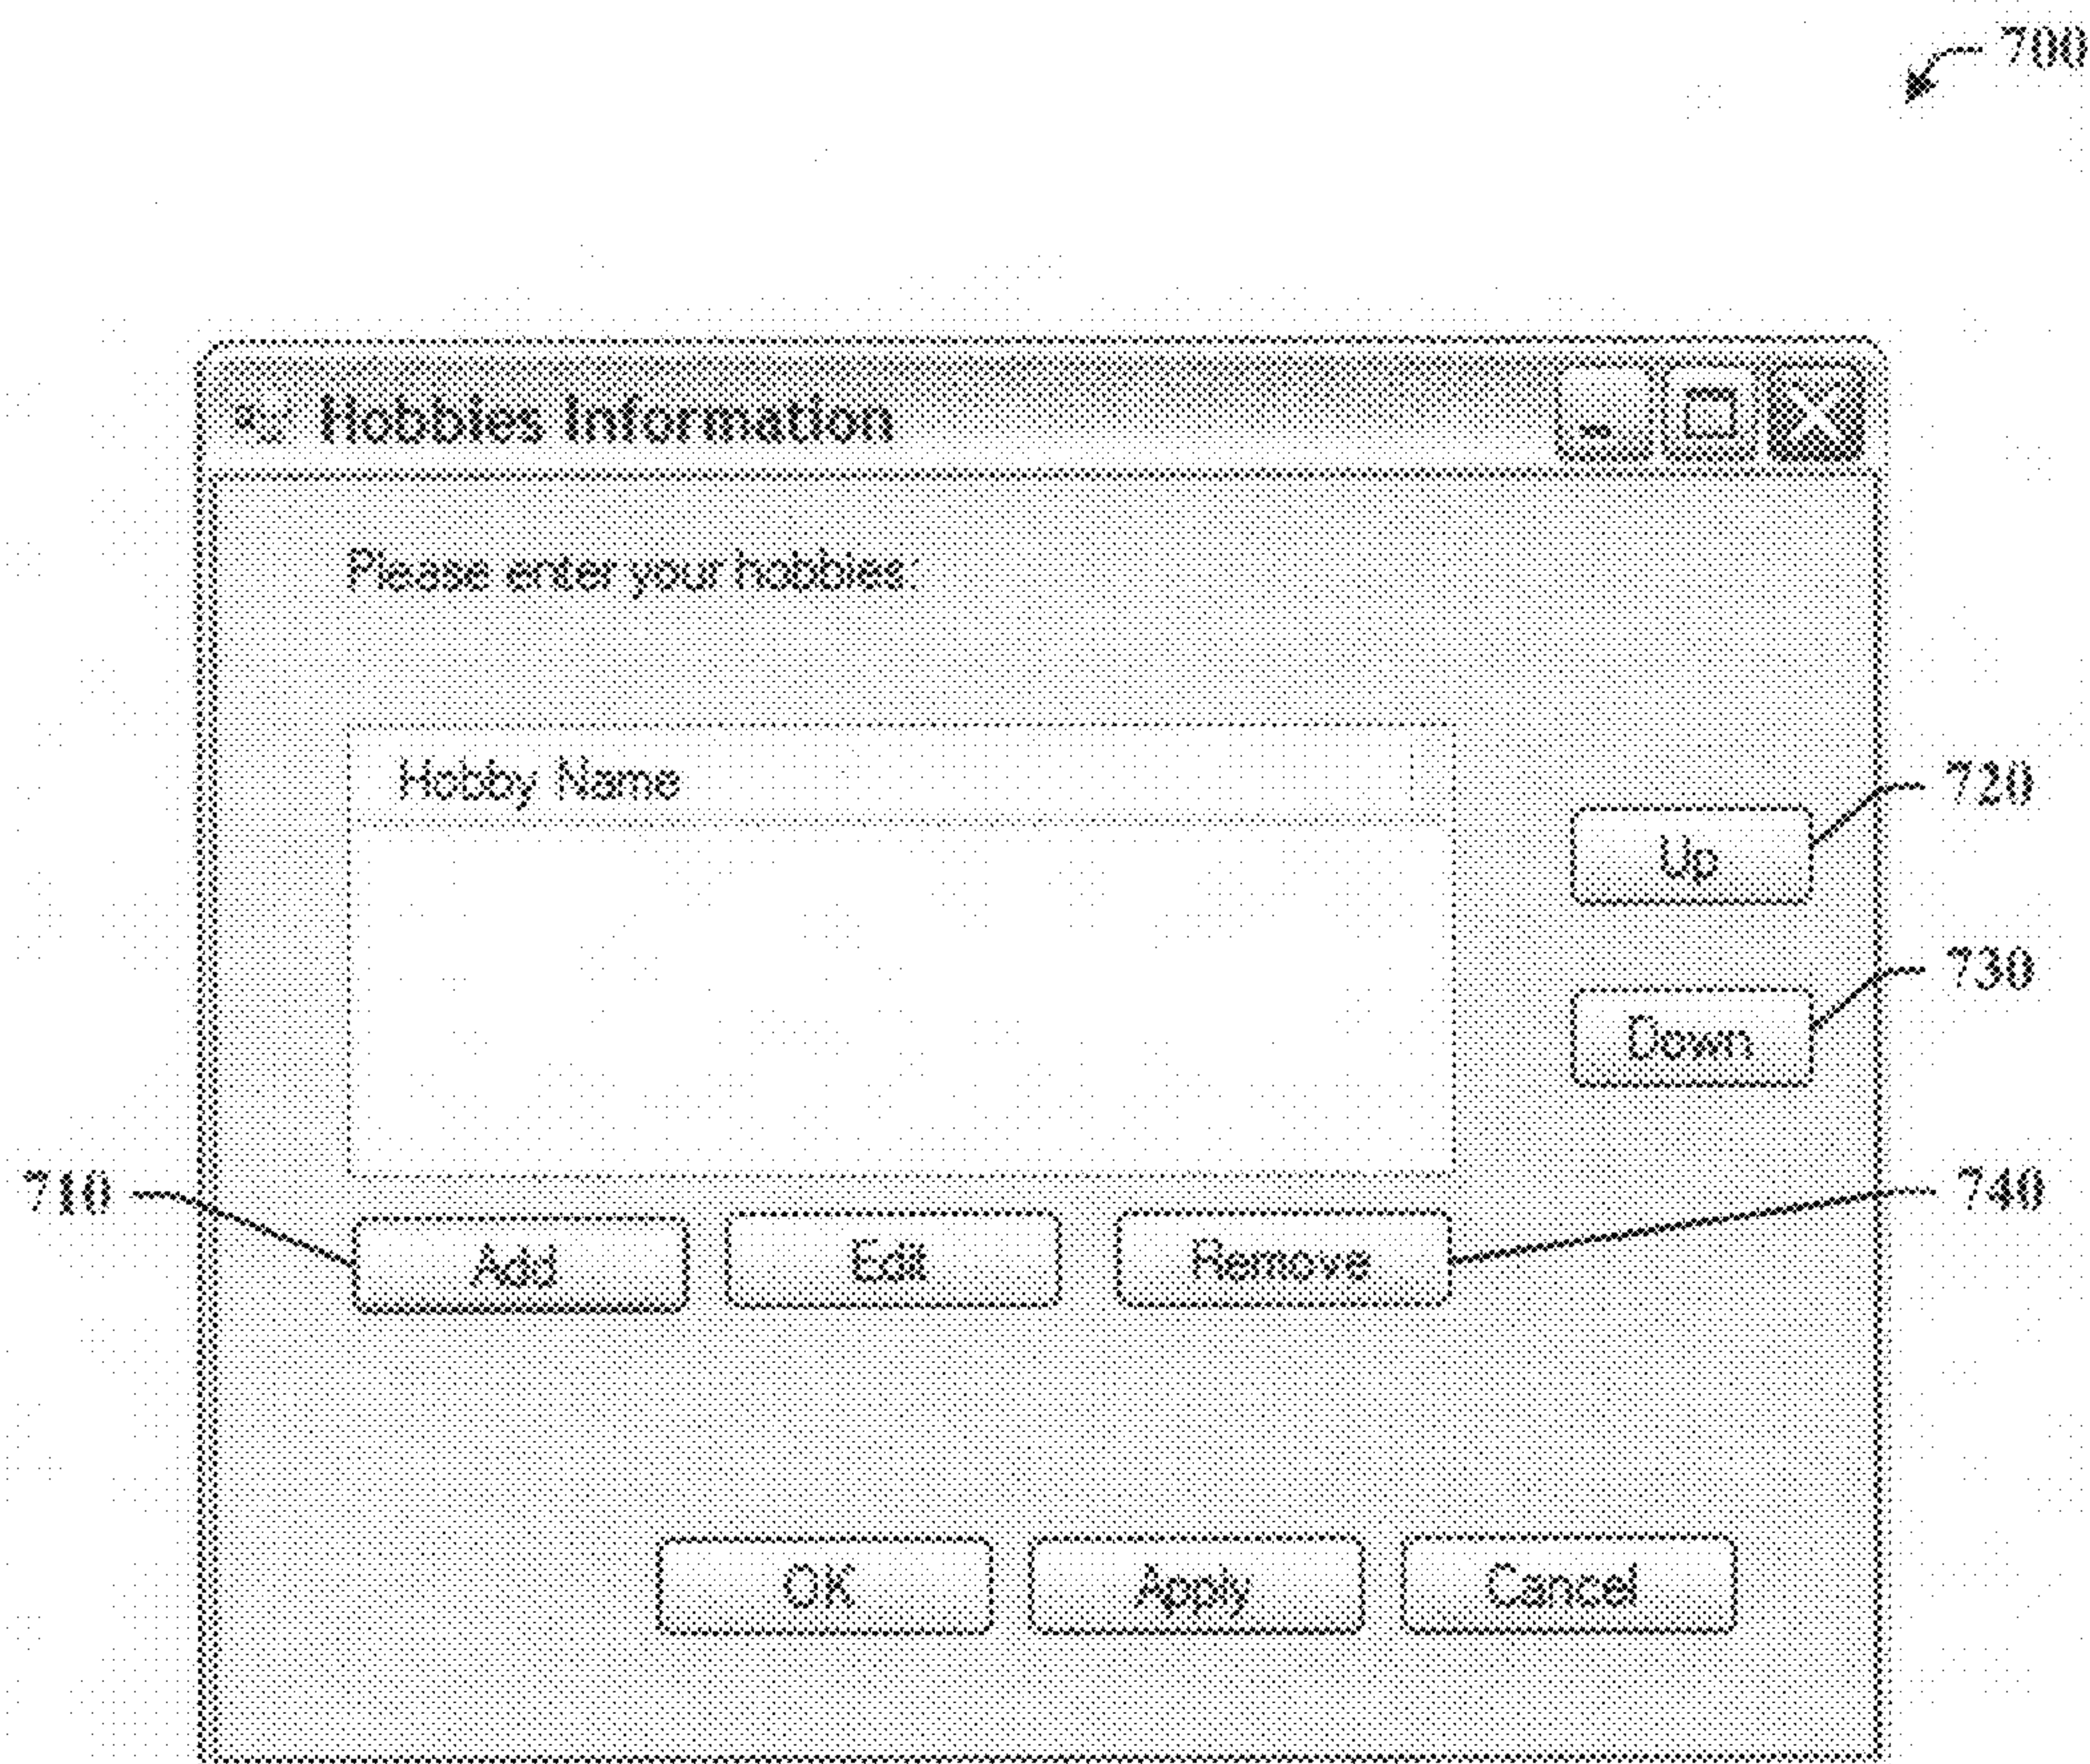 700
Hobbies Information
Please enter your hobbies:
Hobby Name
720
Up
730
Down
710
740
Add Edit Remove
OK Apply Cancel